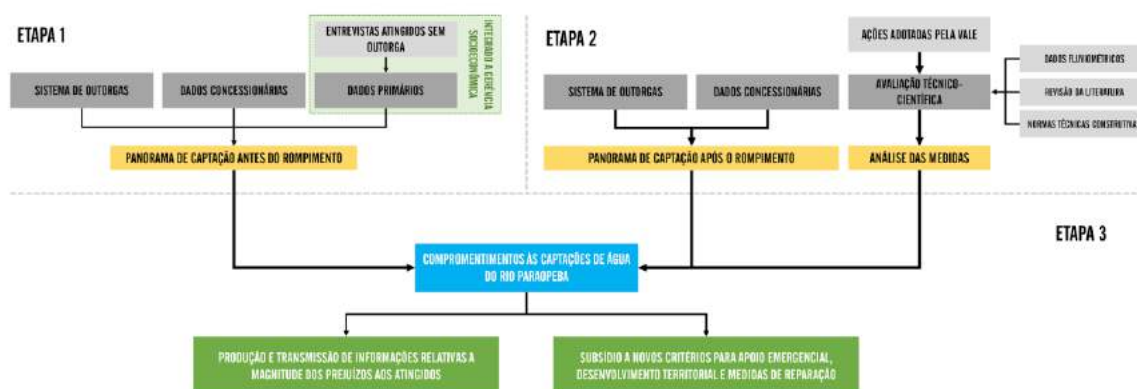 ETAPA 1
ENTREVISTAS ATINGIDOS SEM
OUTORGA
INTEGRADO A GERÊNCIA
SOCIOECONÔMICA
SISTEMA DE OUTORGAS
DADOS CONCESSIONÁRIAS
DADOS PRIMÁRIOS
PANORAMA DE CAPTAÇÃO ANTES DO ROMPIMENTO
ETAPA 2
AÇÕES ADOTADAS PELA VALE
SISTEMA DE OUTORGAS
DADOS CONCESSIONÁRIAS
AVALIAÇÃO TÉCNICO-
CIENTÍFICA
DADOS FLUVIOMÉTRICOS
REVISÃO DA LITERATURA
NORMAS TÉCNICAS CONSTRUTIVA
PANORAMA DE CAPTAÇÃO APÓS O ROMPIMENTO
ANÁLISE DAS MEDIDAS
ETAPA 3
COMPROMENTIMENTOS ÀS CAPTAÇÕES DE ÁGUA
DO RIO PARAOPEBA
PRODUÇÃO E TRANSMISSÃO DE INFORMAÇÕES RELATIVAS A
MAGNITUDE DOS PREJUÍZOS AOS ATINGIDOS
SUBSÍDIO A NOVOS CRITÉRIOS PARA APOIO EMERGENCIAL,
DESENVOLVIMENTO TERRITORIAL E MEDIDAS DE REPARAÇÃO